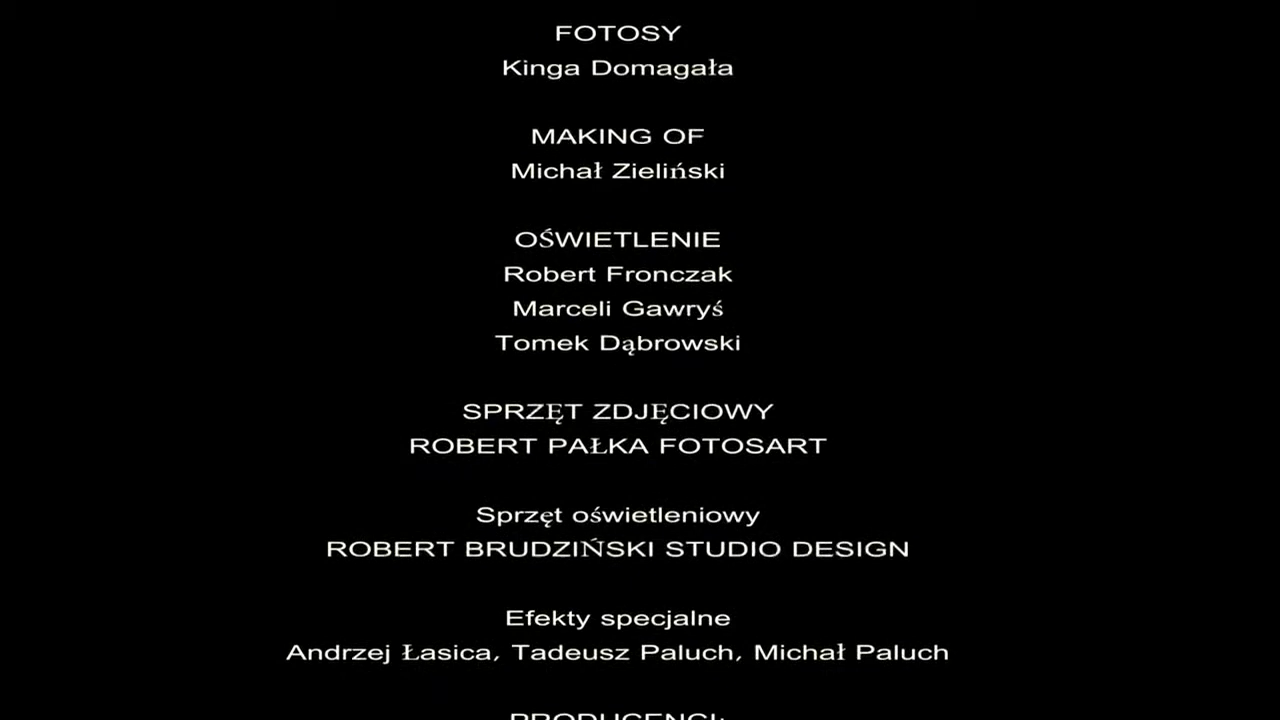 FOTOSY
Kinga Domagała
MAKING OF
Michał Zieliński
OŚWIETLENIE
Robert Fronczak
Marceli Gawryś
Tomek Dąbrowski
SPRZĘT ZDJĘCIOWY
ROBERT PAŁKA FOTOSART
Sprzęt oświetleniowy
ROBERT BRUDZIŃSKI STUDIO DESIGN
Efekty specjalne
Andrzej Łasica, Tadeusz Paluch, Michał Paluch
PRODUCENCI: